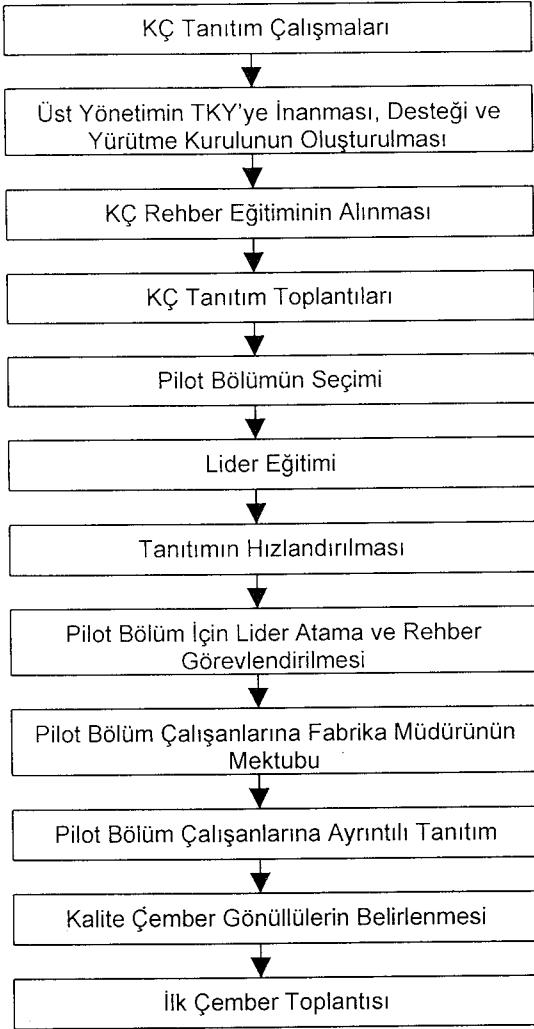 KÇ Tanıtım Çalışmaları
Üst Yönetimin TKY'ye İnanması, Desteği ve
Yürütme Kurulunun Oluşturulması
KÇ Rehber Eğitiminin Alınması
KÇ Tanıtım Toplantıları
Pilot Bölümün Seçimi
Lider Eğitimi
Tanıtımın Hızlandırılması
Pilot Bölüm İçin Lider Atama ve Rehber
Görevlendirilmesi
Pilot Bölüm Çalışanlarına Fabrika Müdürünün
Mektubu
Pilot Bölüm Çalışanlarına Ayrıntılı Tanıtım
Kalite Çember Gönüllülerin Belirlenmesi
İlk Çember Toplantısı